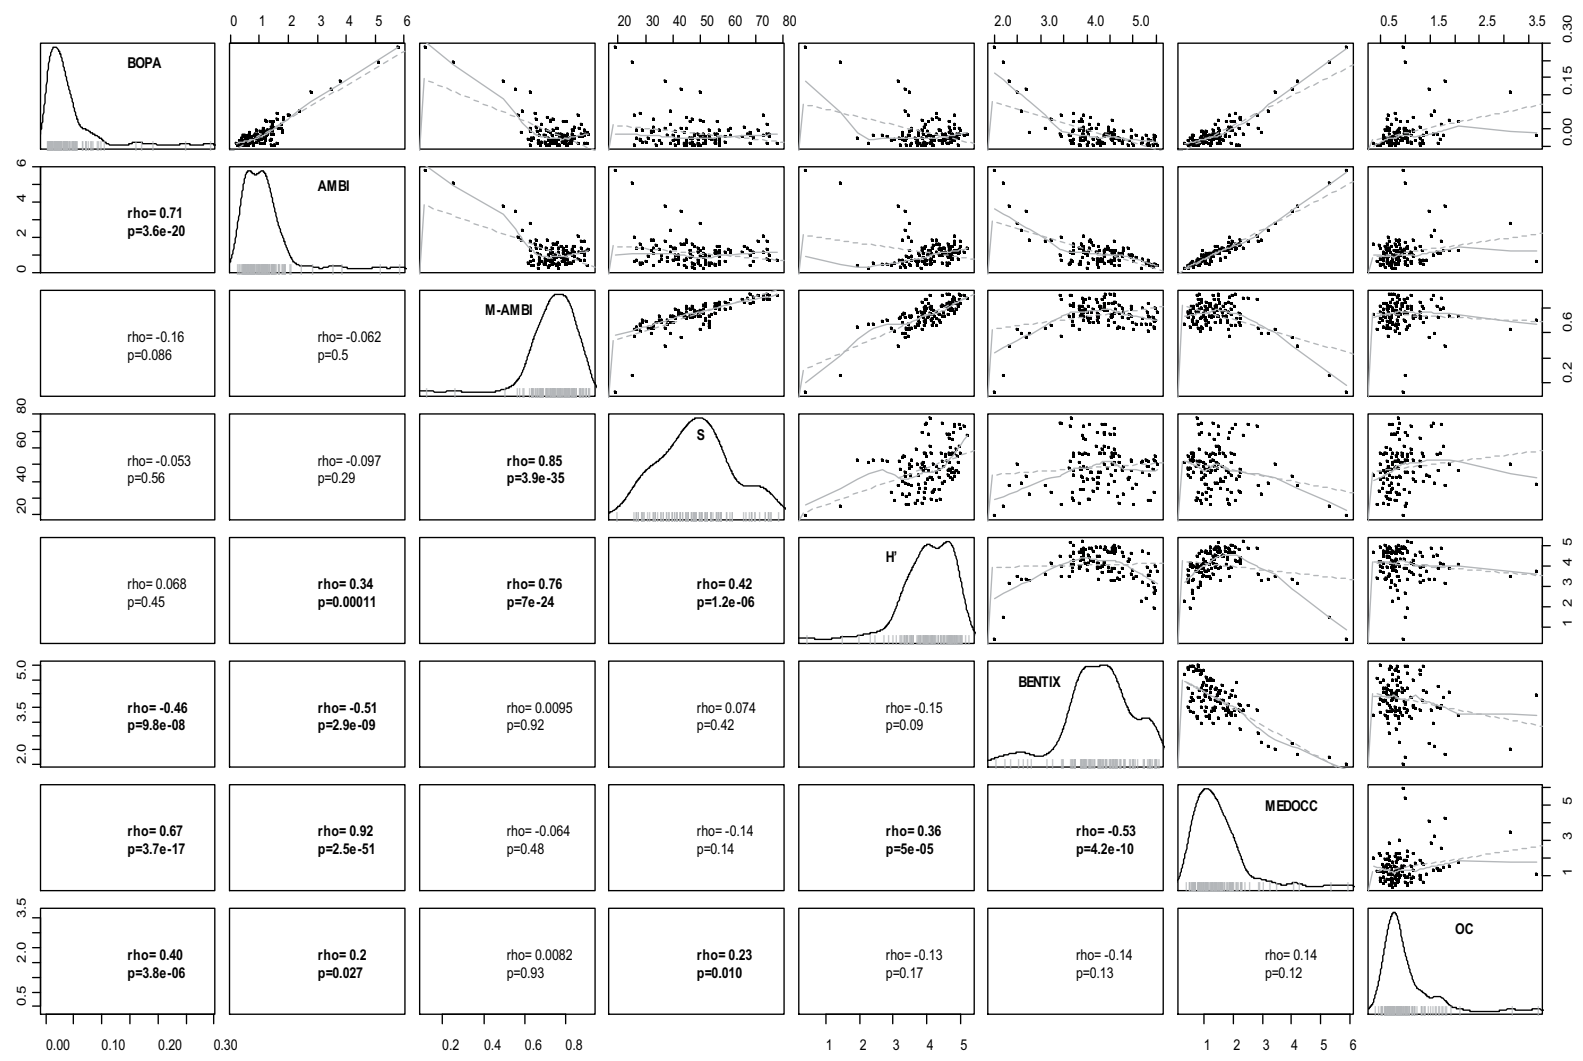 0 1 2 3 4 5 6
20 30 40 50 60 70 80
2.0 3.0 4.0 5.0
0.5 1.5 2.5 3.5
BOPA
0.00 0.15 0.30
0 2 4 6
rho= 0.71
p=3.6e-20
AMBI
rho= -0.16
p=0.086
rho= -0.062
p=0.5
M-AMBI
0.2 0.6
20 40 60 80
rho= -0.053
p=0.56
rho= -0.097
p=0.29
rho= 0.85
p=3.9e-35
S
rho= 0.068
p=0.45
rho= 0.34
p=0.00011
rho= 0.76
p=7e-24
rho= 0.42
p=1.2e-06
H'
1 2 3 4 5
2.0 3.5 5.0
rho= -0.46
p=9.8e-08
rho= -0.51
p=2.9e-09
rho= 0.0095
p=0.92
rho= 0.074
p=0.42
rho= -0.15
p=0.09
BENTIX
rho= 0.67
p=3.7e-17
rho= 0.92
p=2.5e-51
rho= -0.064
p=0.48
rho= -0.14
p=0.14
rho= 0.36
p=5e-05
rho= -0.53
p=4.2e-10
MEDOCC
1 3 5
0.5 2.0 3.5
rho= 0.40
p=3.8e-06
rho= 0.2
p=0.027
rho= 0.0082
p=0.93
rho= 0.23
p=0.010
rho= -0.13
p=0.17
rho= -0.14
p=0.13
rho= 0.14
p=0.12
OC
0.00 0.10 0.20 0.30
0.2 0.4 0.6 0.8
1 2 3 4 5
1 2 3 4 5 6